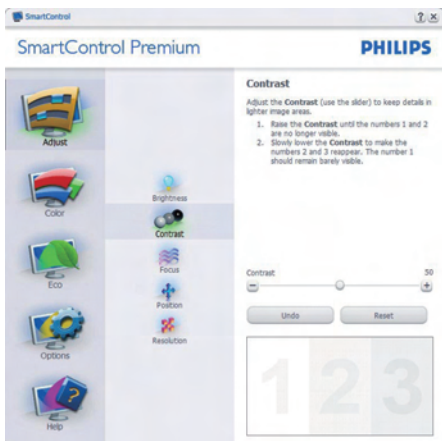 SmartControl
SmartControl Premium
PHILIPS
Adjust
Color
Eco
Options
Help
Brightness
Contrast
Focus
Position
Resolution
Contrast
Adjust the Contrast (use the slider) to keep details in
lighter image areas.
1. Raise the Contrast until the numbers 1 and 2
are no longer visible.
2. Slowly lower the Contrast to make the
numbers 2 and 3 reappear. The number 1
should remain barely visible.
Contrast 50
Undo Reset
1 2 3